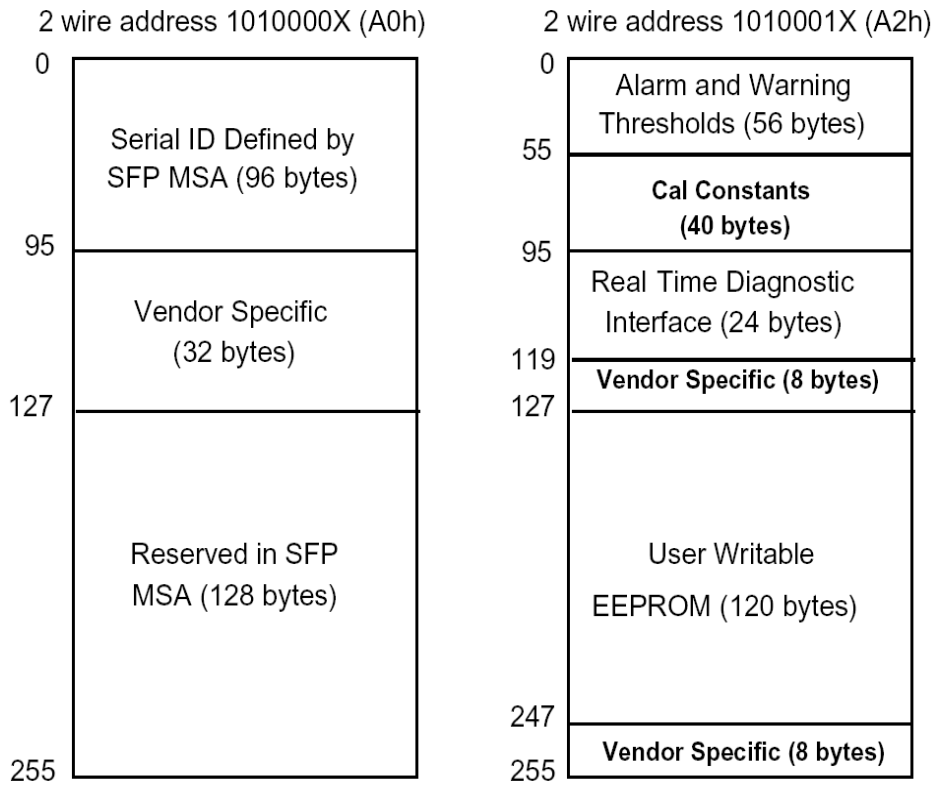 2 wire address 1010000X (A0h)
0
Serial ID Defined by
SFP MSA (96 bytes)
95
Vendor Specific
(32 bytes)
127
Reserved in SFP
MSA (128 bytes)
255
2 wire address 1010001X (A2h)
0
Alarm and Warning
Thresholds (56 bytes)
55
Cal Constants
(40 bytes)
95
Real Time Diagnostic
Interface (24 bytes)
119
Vendor Specific (8 bytes)
127
User Writable
EEPROM (120 bytes)
247
Vendor Specific (8 bytes)
255